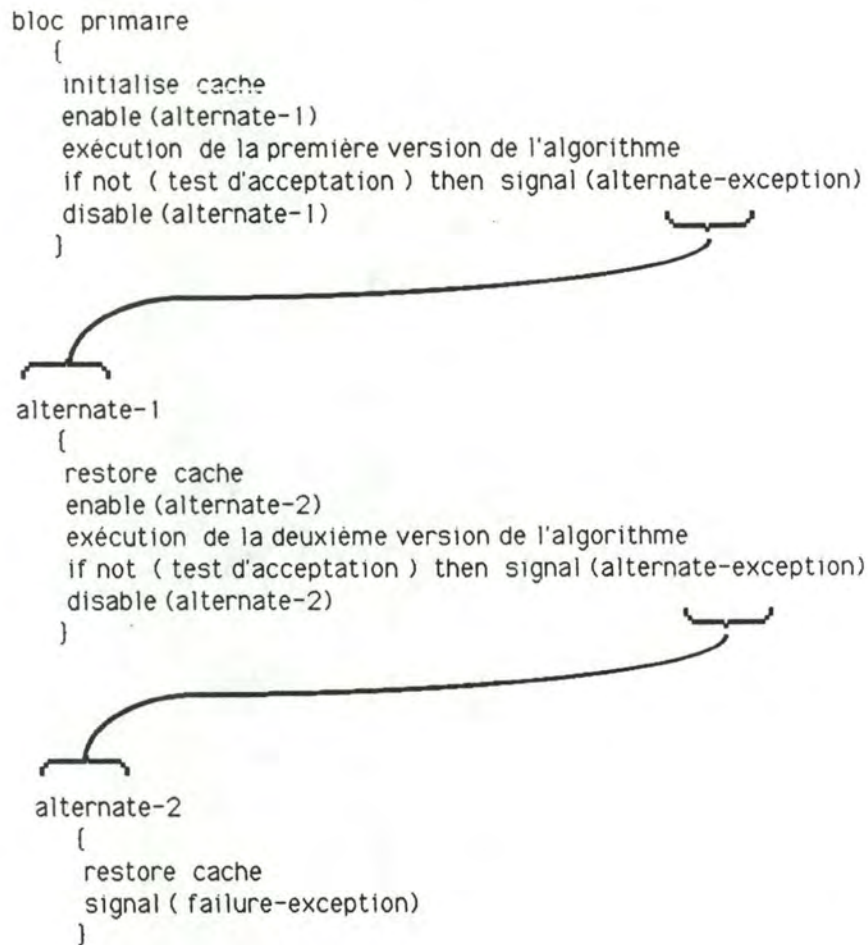 bloc primaire
{
initialise cache
enable (alternate-1)
exécution de la première version de l'algorithme
if not ( test d'acceptation ) then signal (alternate-exception)
disable (alternate-1)
}
alternate-1
{
restore cache
enable (alternate-2)
exécution de la deuxième version de l'algorithme
if not ( test d'acceptation ) then signal (alternate-exception)
disable (alternate-2)
}
alternate-2
{
restore cache
signal ( failure-exception)
}